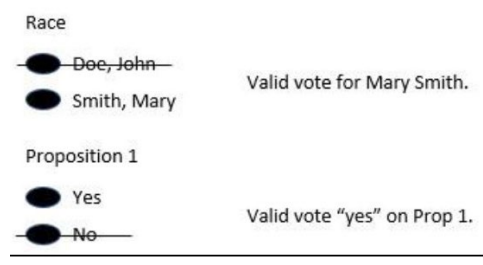 Race
Doe, John
Smith, Mary
Valid vote for Mary Smith.
Proposition 1
Yes
No
Valid vote “yes” on Prop 1.